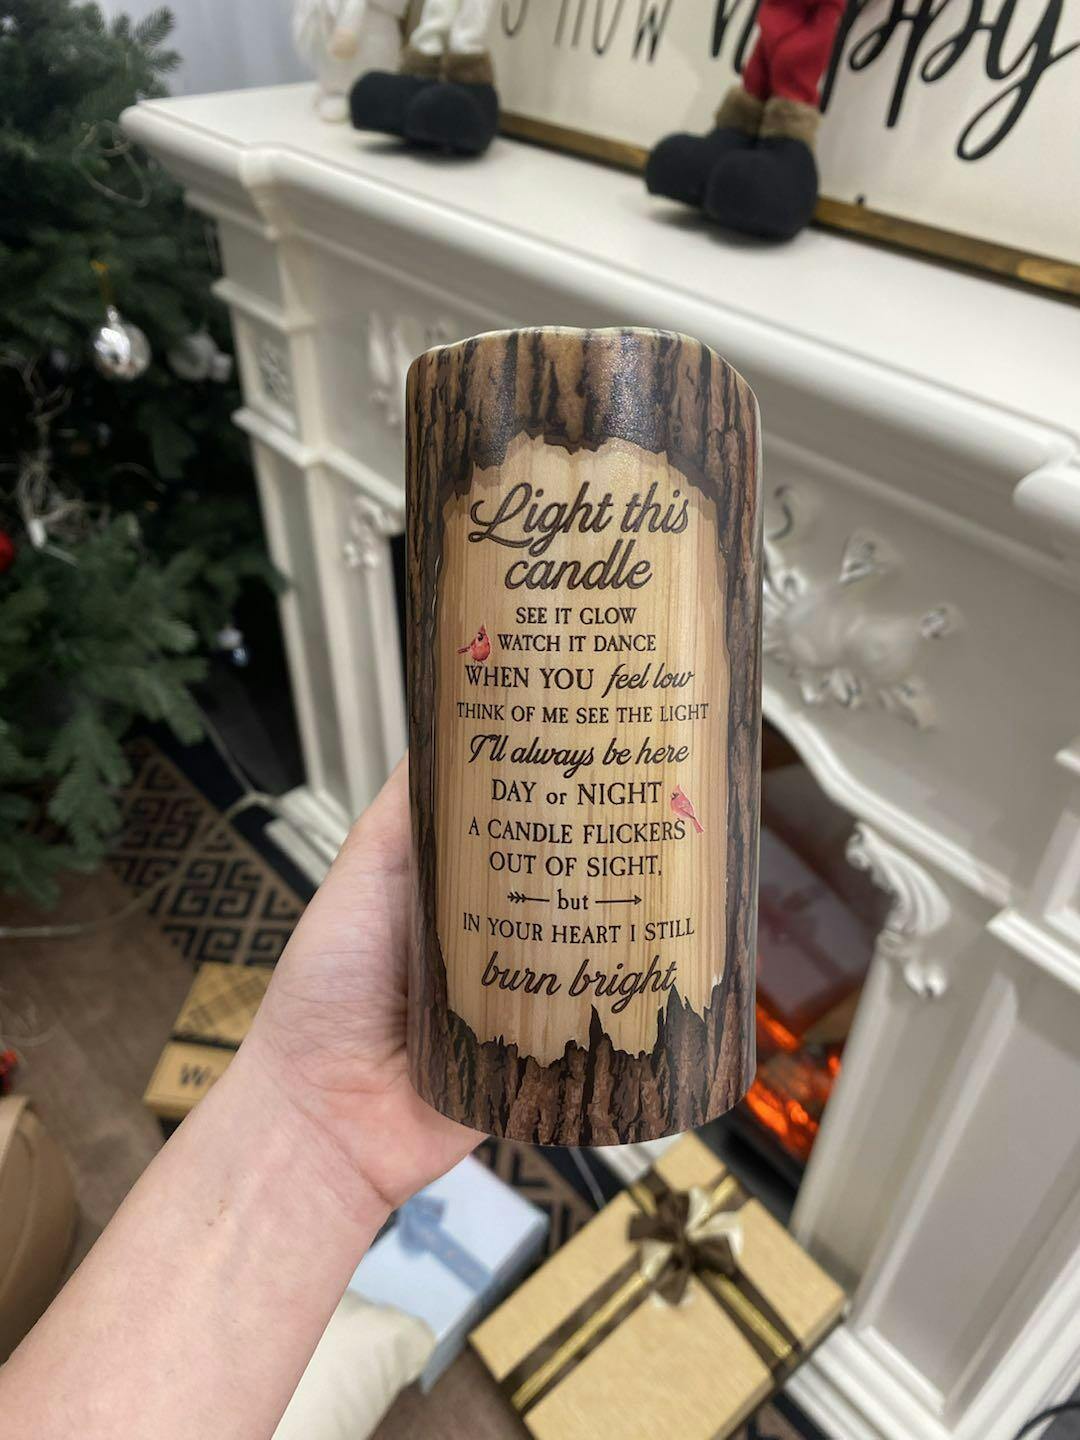 happy
Light this
candle
SEE IT GLOW
WATCH IT DANCE
WHEN YOU feel low
THINK OF ME SEE THE LIGHT
I'll always be here
DAY or NIGHT
A CANDLE FLICKERS
OUT OF SIGHT,
but
IN YOUR HEART I STILL
burn bright